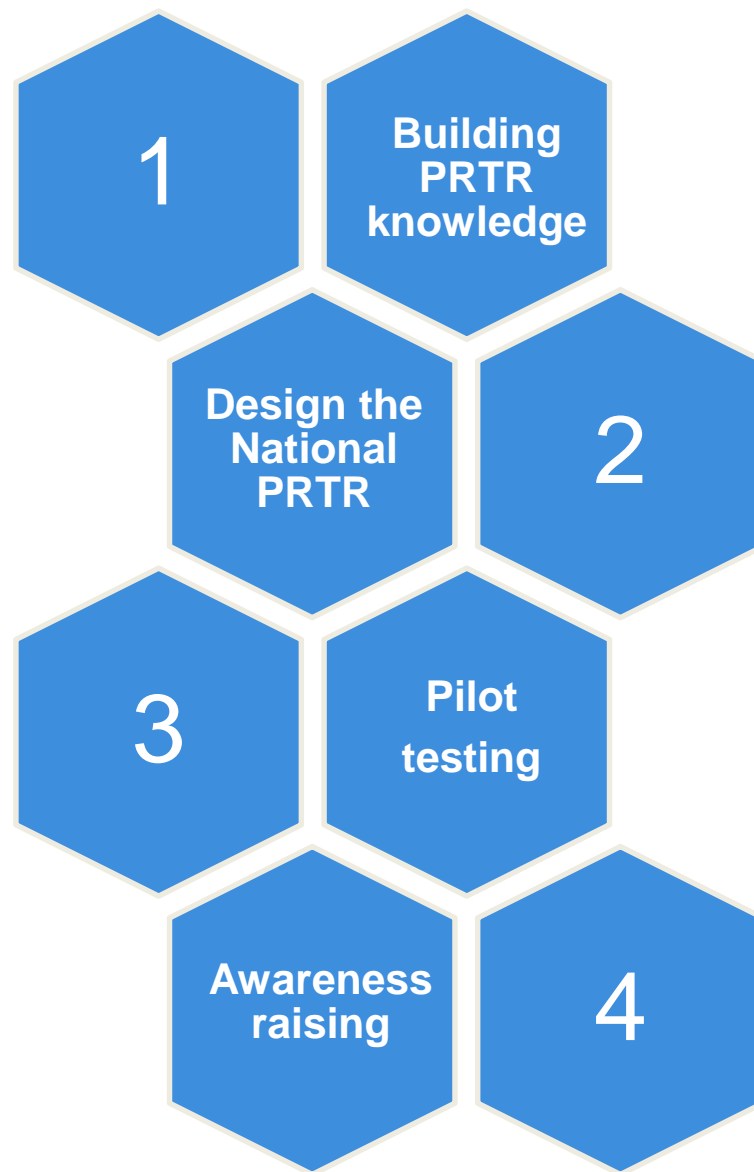 1
Building
PRTR
knowledge
Design the
National
PRTR
2
3
Pilot
testing
Awareness
raising
4